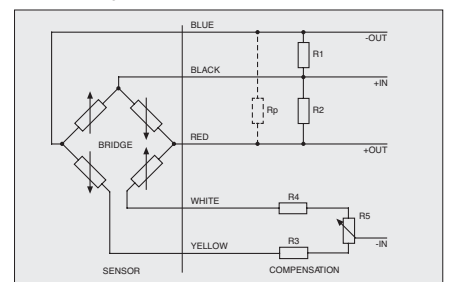 BLUE
-OUT
R1
BLACK
+IN
Rp
R2
BRIDGE
RED
+OUT
WHITE
R4
R5
-IN
YELLOW
R3
SENSOR
COMPENSATION